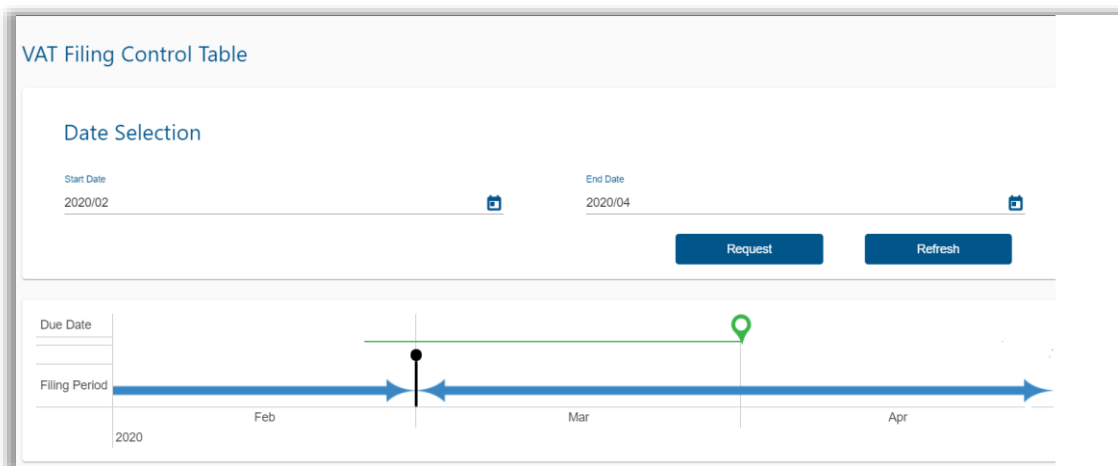 VAT Filing Control Table
Date Selection
Start Date
End Date
2020/02
2020/04
Request
Refresh
Due Date
Filing Period
Feb
Mar
Apr
2020